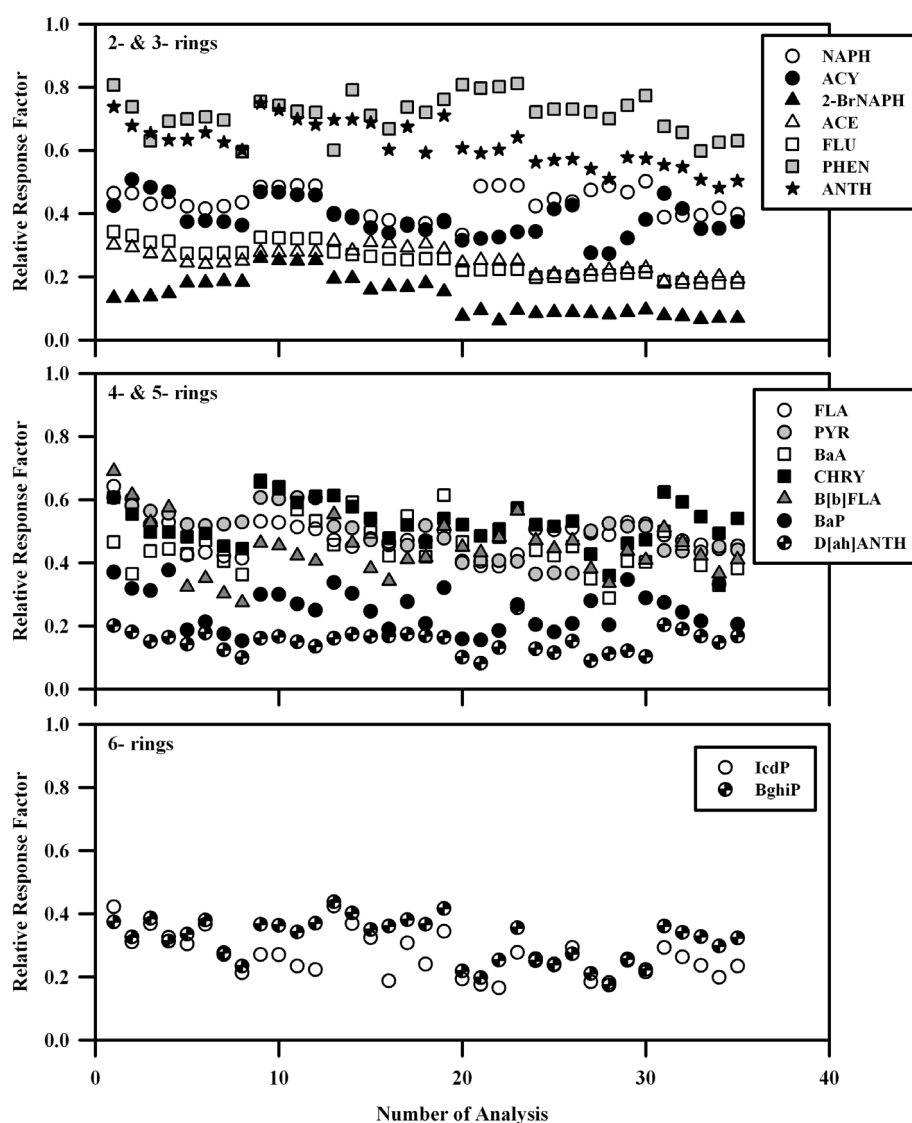 1.0
2- & 3- rings
0.8
0.6
0.4
0.2
0.0
Relative Response Factor
NAPH
ACY
2-BrNAPH
ACE
FLU
PHEN
ANTH
1.0
4- & 5- rings
0.8
0.6
0.4
0.2
0.0
Relative Response Factor
FLA
PYR
BaA
CHRY
B[b]FLA
BaP
D[ah]ANTH
1.0
6- rings
0.8
0.6
0.4
0.2
0.0
Relative Response Factor
IcdP
BghiP
0 10 20 30 40
Number of Analysis